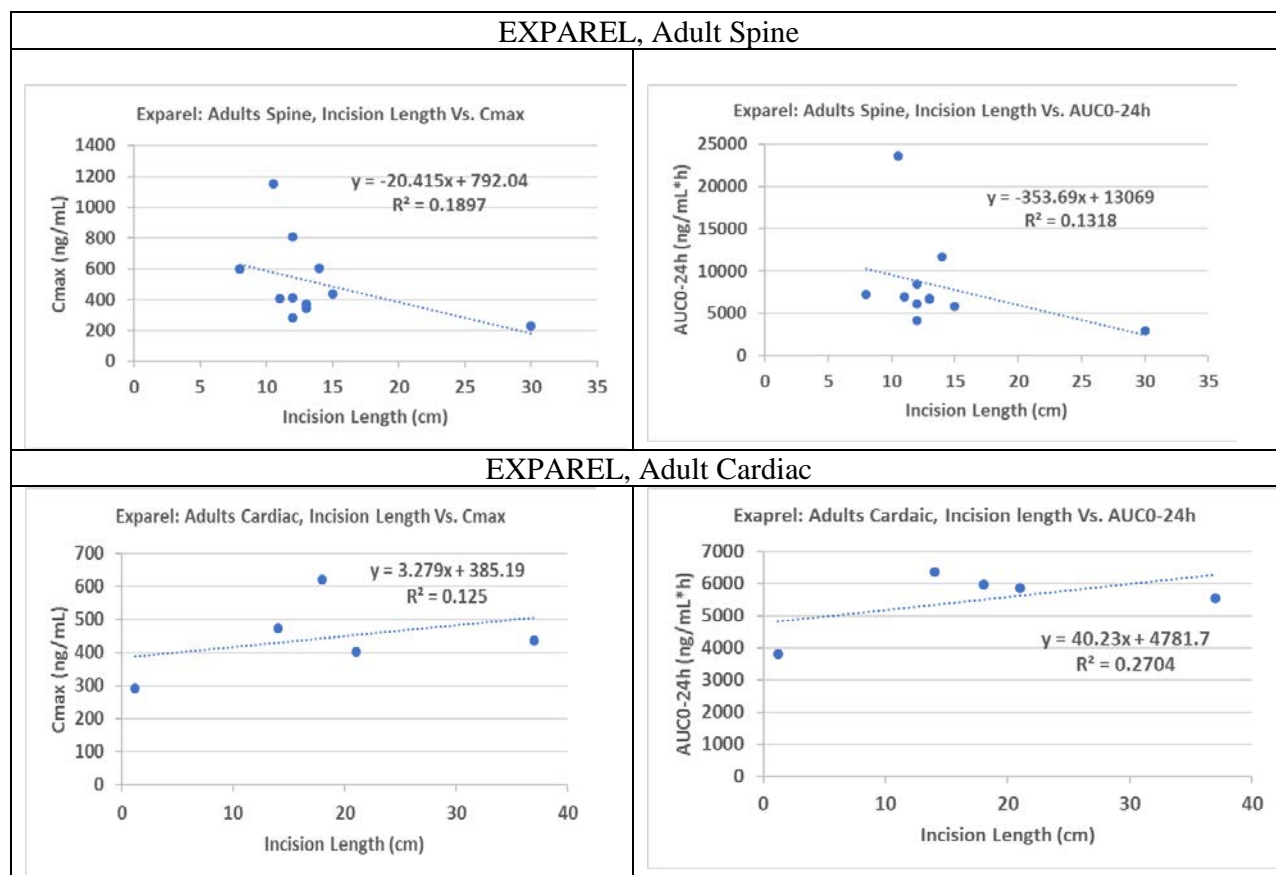 EXPAREL, Adult Spine
Exparel: Adults Spine, Incision Length Vs. Cmax
1400
1200
1000
800
600
400
200
0
Cmax (ng/mL)
y = -20.415x + 792.04
R² = 0.1897
0 5 10 15 20 25 30 35
Incision Length (cm)
Exparel: Adults Spine, Incision Length Vs. AUC0-24h
25000
20000
15000
10000
5000
0
AUC0-24h (ng/mL*h)
y = -353.69x + 13069
R² = 0.1318
0 5 10 15 20 25 30 35
Incision Length (cm)
EXPAREL, Adult Cardiac
Exparel: Adults Cardiac, Incision Length Vs. Cmax
700
600
500
400
300
200
100
0
Cmax (ng/mL)
y = 3.279x + 385.19
R² = 0.125
0 10 20 30 40
Incision Length (cm)
Exaprel: Adults Cardaic, Incision length Vs. AUC0-24h
7000
6000
5000
4000
3000
2000
1000
0
AUC0-24h (ng/mL*h)
y = 40.23x + 4781.7
R² = 0.2704
0 10 20 30 40
Incision Length (cm)